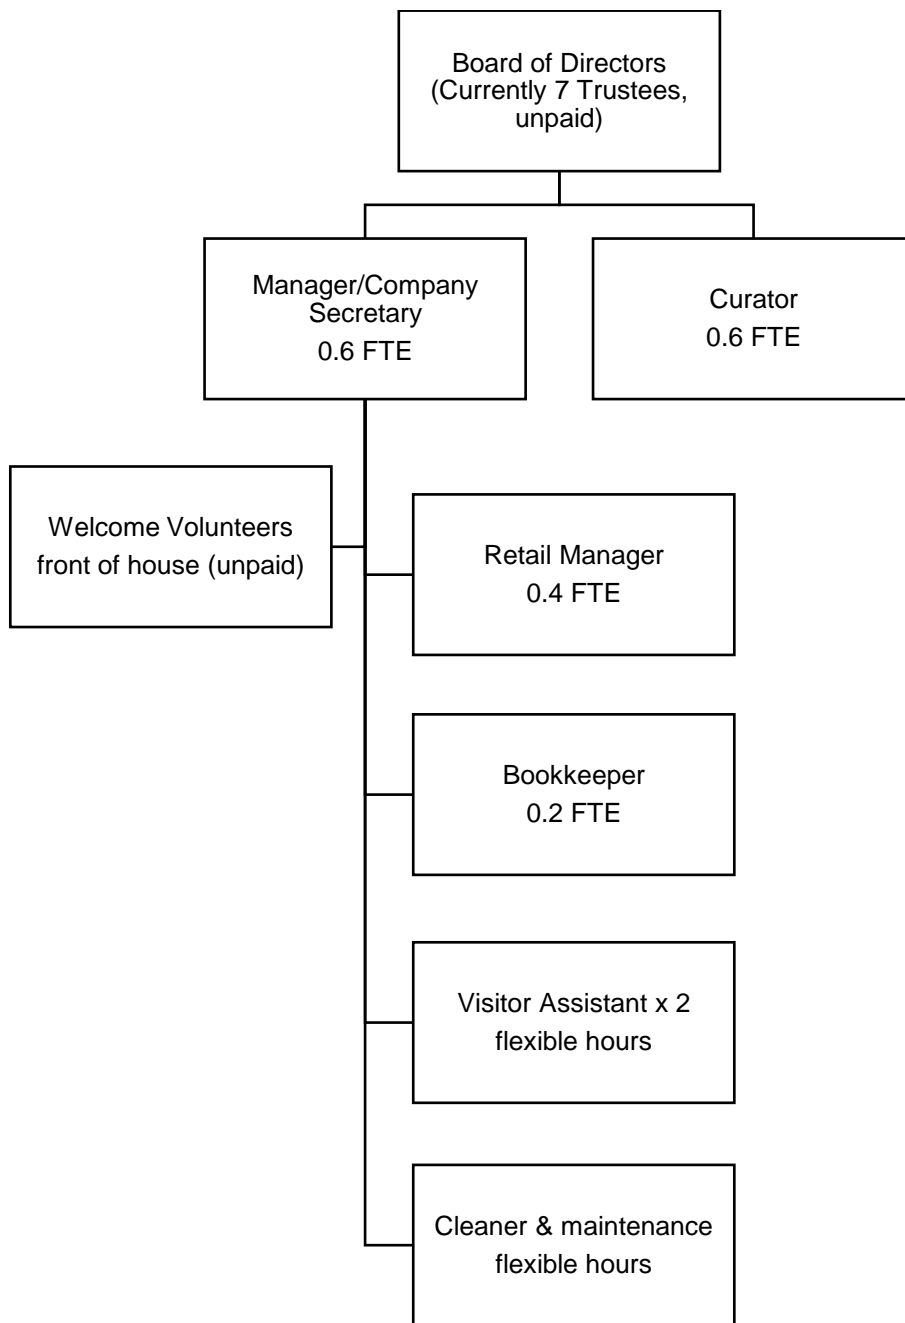 Board of Directors
(Currently 7 Trustees,
unpaid)
Manager/Company
Secretary
0.6 FTE
Curator
0.6 FTE
Welcome Volunteers
front of house (unpaid)
Retail Manager
0.4 FTE
Bookkeeper
0.2 FTE
Visitor Assistant x 2
flexible hours
Cleaner & maintenance
flexible hours